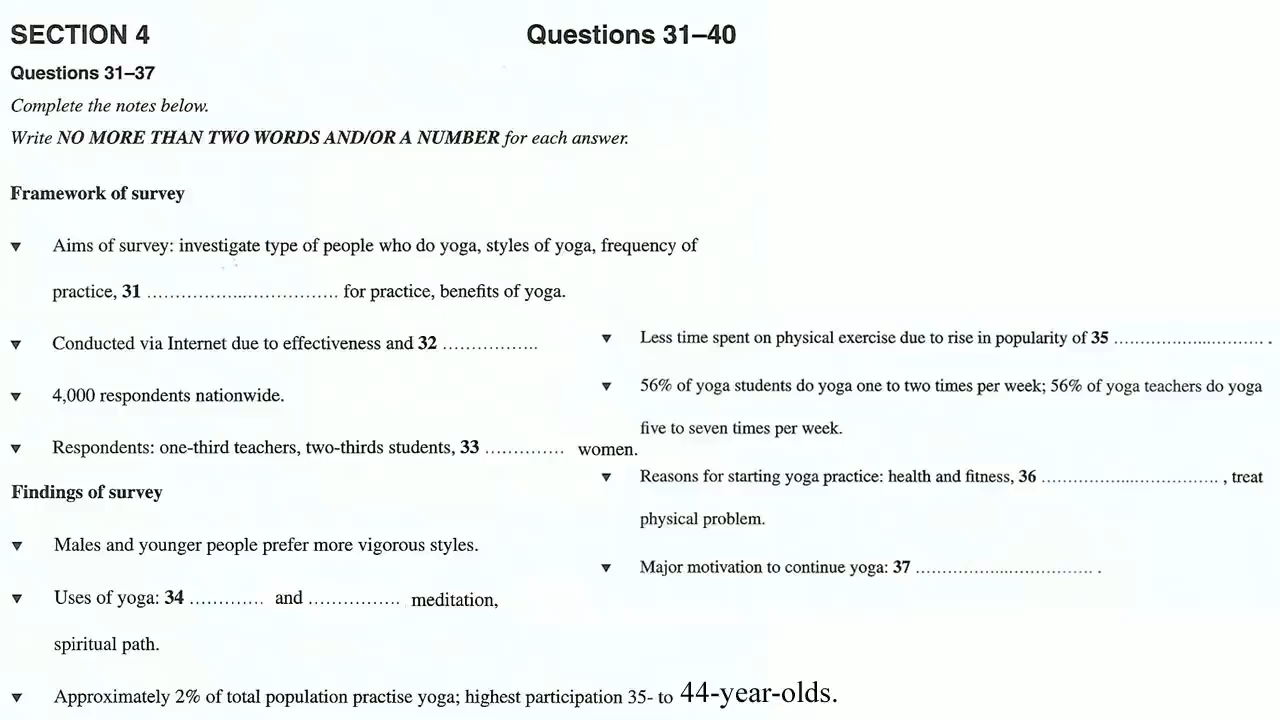 SECTION 4
Questions 31–40
Questions 31–37
Complete the notes below.
Write NO MORE THAN TWO WORDS AND/OR A NUMBER for each answer.
Framework of survey
▼ Aims of survey: investigate type of people who do yoga, styles of yoga, frequency of
practice, 31 .................................. for practice, benefits of yoga.
▼ Conducted via Internet due to effectiveness and 32 .................
▼ 4,000 respondents nationwide.
▼ Respondents: one-third teachers, two-thirds students, 33 .............. women.
Findings of survey
▼ Males and younger people prefer more vigorous styles.
▼ Uses of yoga: 34 ............. and ................ meditation,
spiritual path.
▼ Approximately 2% of total population practise yoga; highest participation 35- to 44-year-olds.
▼ Less time spent on physical exercise due to rise in popularity of 35 ........................... .
▼ 56% of yoga students do yoga one to two times per week; 56% of yoga teachers do yoga
five to seven times per week.
▼ Reasons for starting yoga practice: health and fitness, 36 ................................ , treat
physical problem.
▼ Major motivation to continue yoga: 37 ................................ .